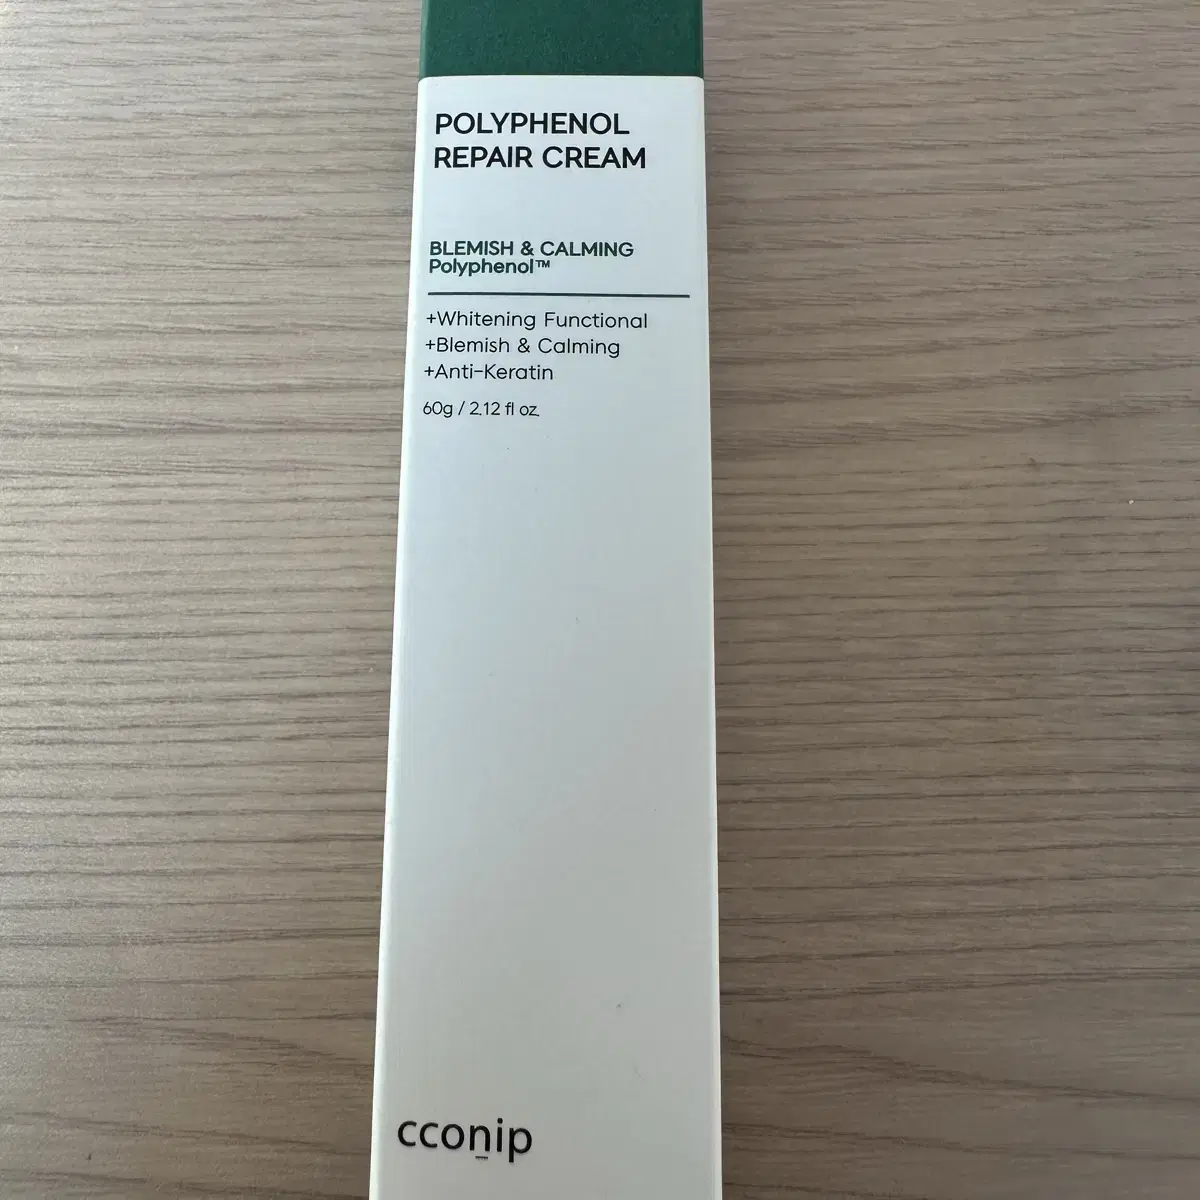 POLYPHENOL
REPAIR CREAM
BLEMISH & CALMING
Polyphenol™
+Whitening Functional
+Blemish & Calming
+Anti-Keratin
60g / 2.12 fl oz.
cconip